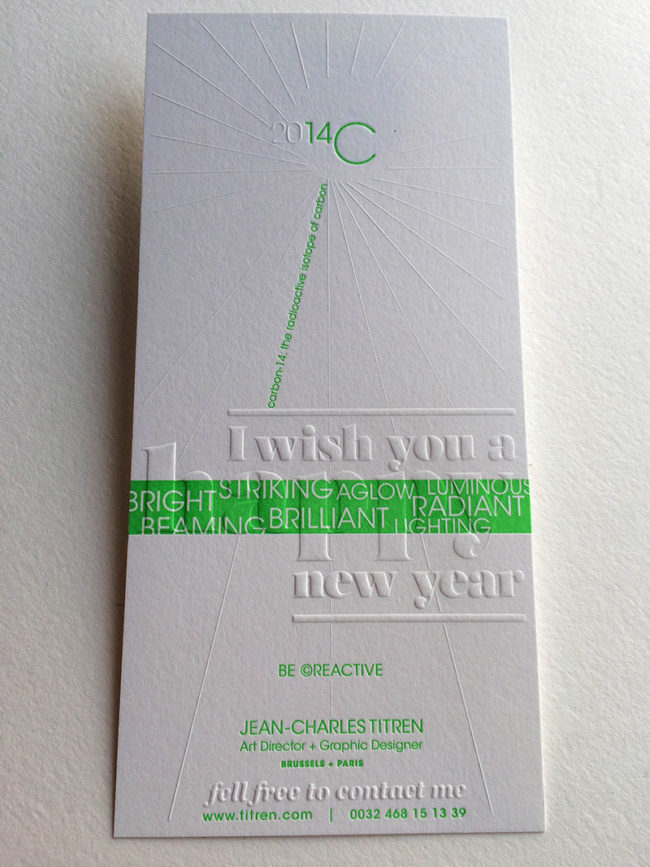 2014C
carbon-14: the radioactive isotope of carbon
I wish you a
happy
BRIGHT STRIKING AGLOW LUMINOUS
BEAMING BRILLIANT LIGHTING RADIANT
new year
BE ©REACTIVE
JEAN-CHARLES TITREN
Art Director + Graphic Designer
BRUSSELS + PARIS
fell free to contact me
www.titren.com | 0032 468 15 13 39